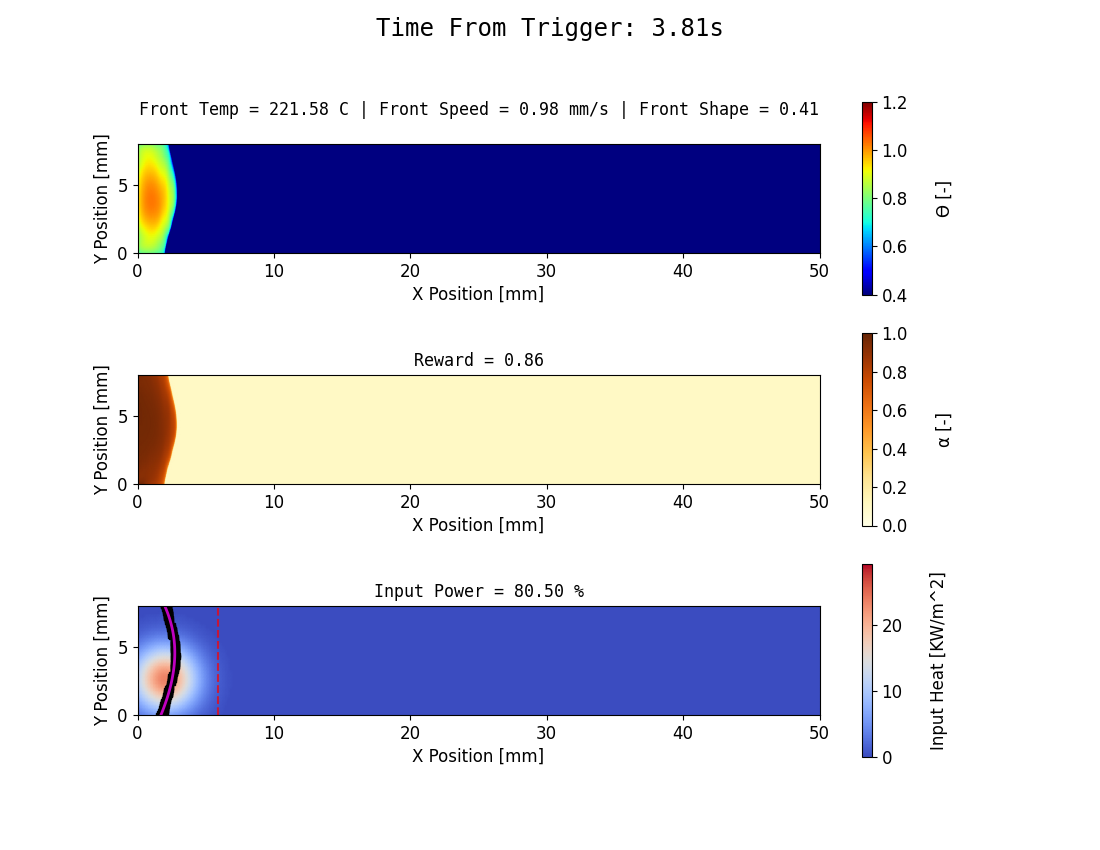 Time From Trigger: 3.81s
Front Temp = 221.58 C | Front Speed = 0.98 mm/s | Front Shape = 0.41
Y Position [mm]
5
0
0 10 20 30 40 50
X Position [mm]
1.2
1.0
0.8
0.6
0.4
Θ [-]
Reward = 0.86
Y Position [mm]
5
0
0 10 20 30 40 50
X Position [mm]
1.0
0.8
0.6
0.4
0.2
0.0
α [-]
Input Power = 80.50 %
Y Position [mm]
5
0
0 10 20 30 40 50
X Position [mm]
20
10
0
Input Heat [KW/m^2]